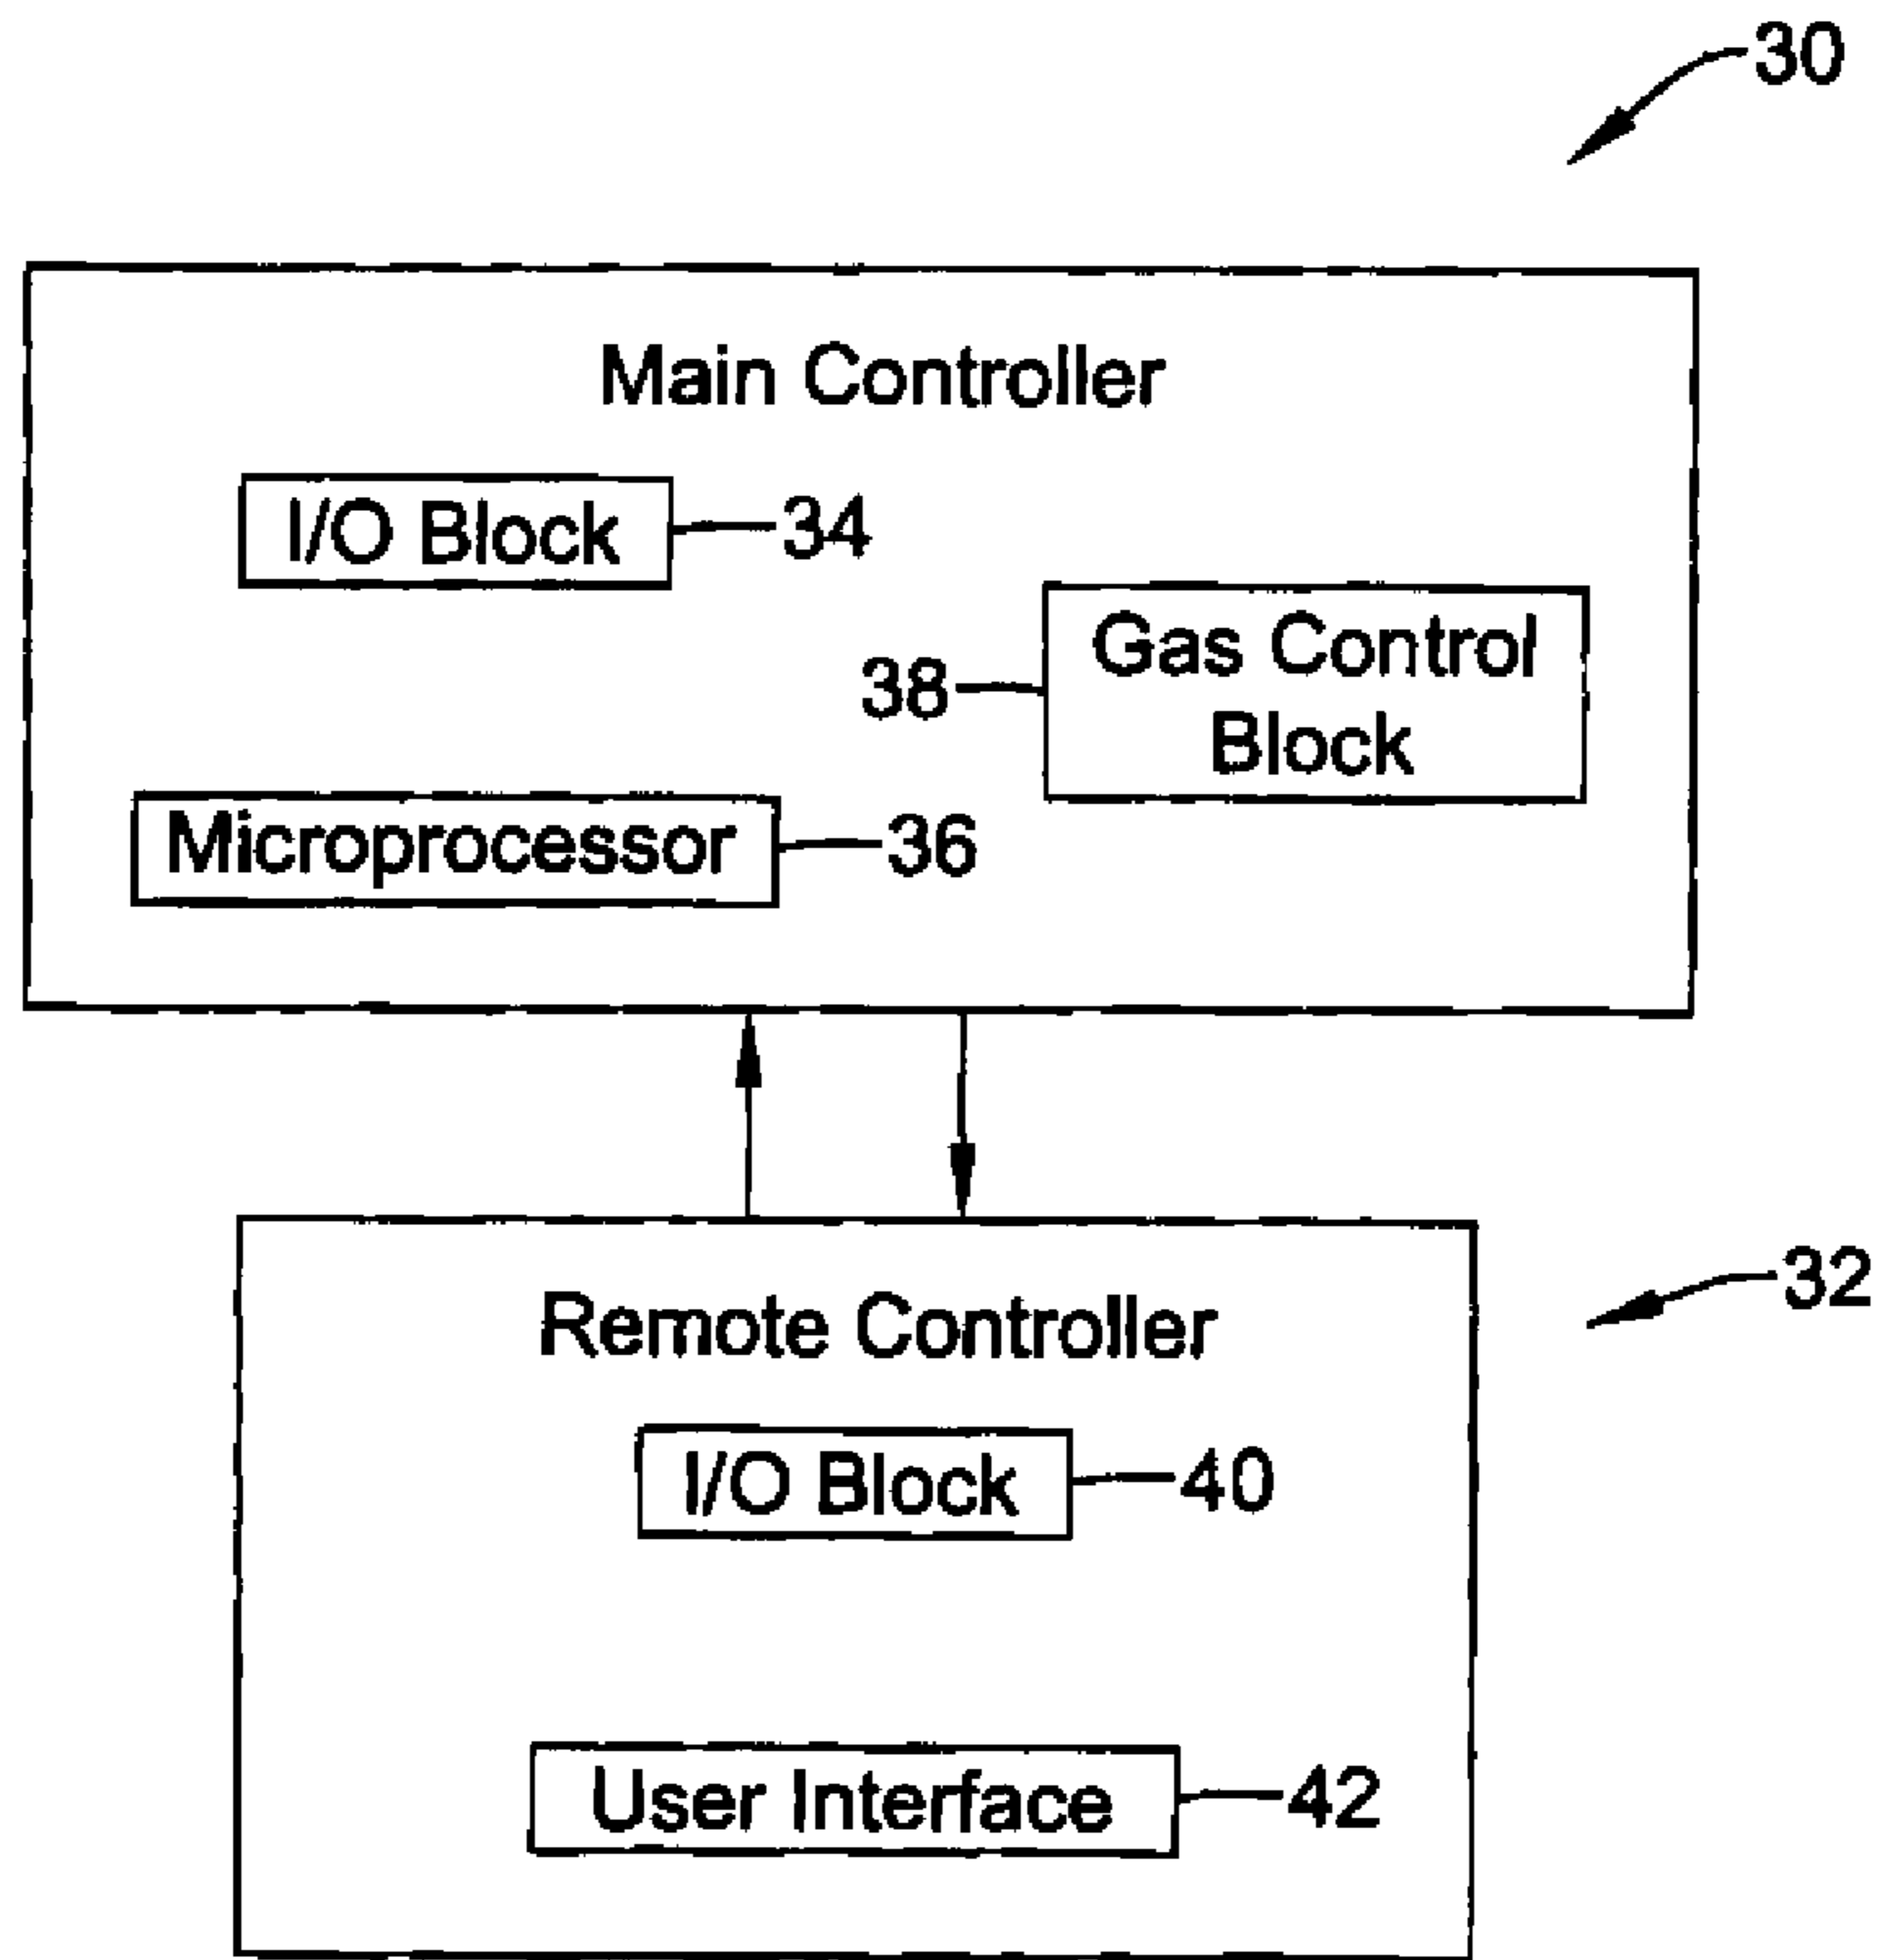 30
Main Controller
I/O Block 34
Gas Control
38
Block
Microprocessor 36
Remote Controller
32
I/O Block 40
User Interface 42